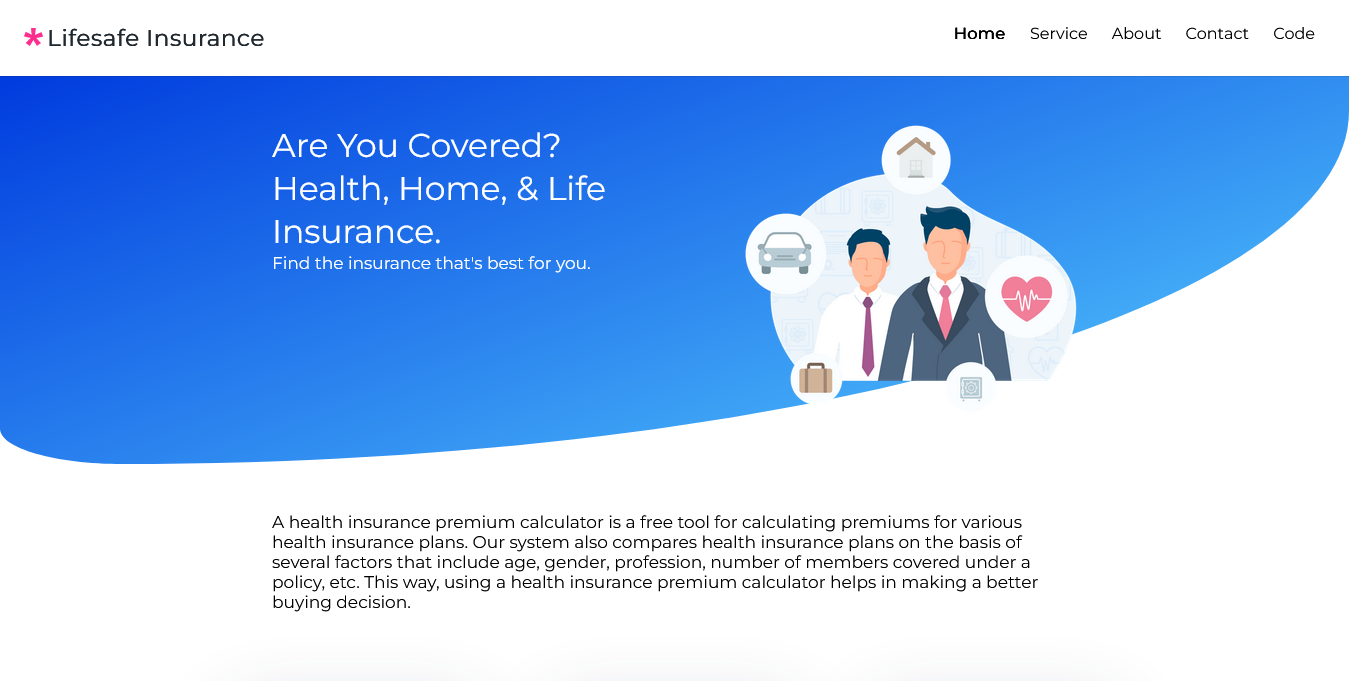 Lifesafe Insurance
Home Service About Contact Code
Are You Covered?
Health, Home, & Life
Insurance.
Find the insurance that's best for you.
A health insurance premium calculator is a free tool for calculating premiums for various
health insurance plans. Our system also compares health insurance plans on the basis of
several factors that include age, gender, profession, number of members covered under a
policy, etc. This way, using a health insurance premium calculator helps in making a better
buying decision.